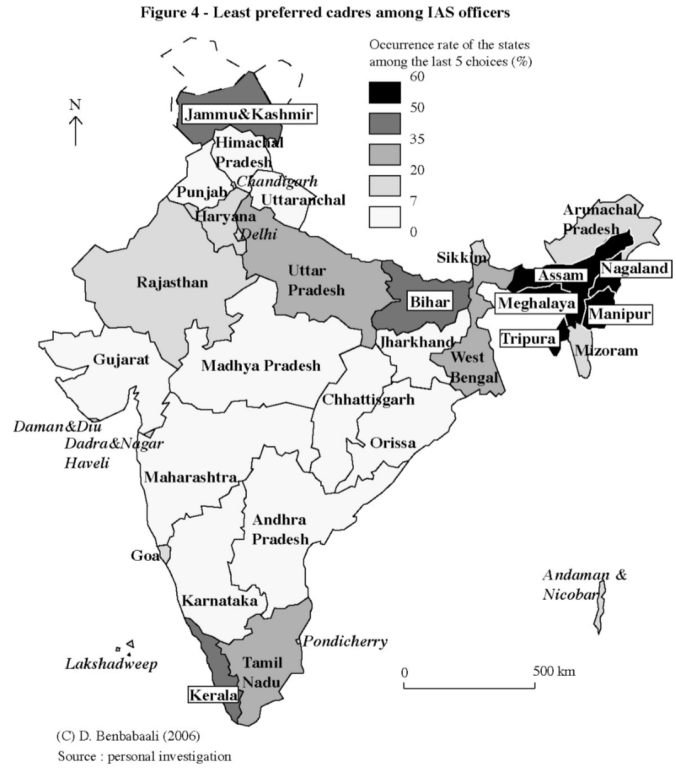 Figure 4 - Least preferred cadres among IAS officers
Occurrence rate of the states
among the last 5 choices (%)
60
50
35
20
7
0
N
Jammu&Kashmir
Himachal
Pradesh
Chandigarh
Punjab
Uttaranchal
Haryana
Delhi
Arunachal
Pradesh
Sikkim
Assam
Nagaland
Rajasthan
Uttar
Pradesh
Bihar
Meghalaya
Manipur
Tripura
Mizoram
Jharkhand
West
Bengal
Gujarat
Madhya Pradesh
Chhattisgarh
Daman&Diu
Dadra&Nagar
Haveli
Orissa
Maharashtra
Andhra
Pradesh
Goa
Andaman &
Nicobar
Karnataka
Pondicherry
Lakshadweep
Tamil
Nadu
Kerala
0 500 km
(C) D. Benbabaali (2006)
Source : personal investigation